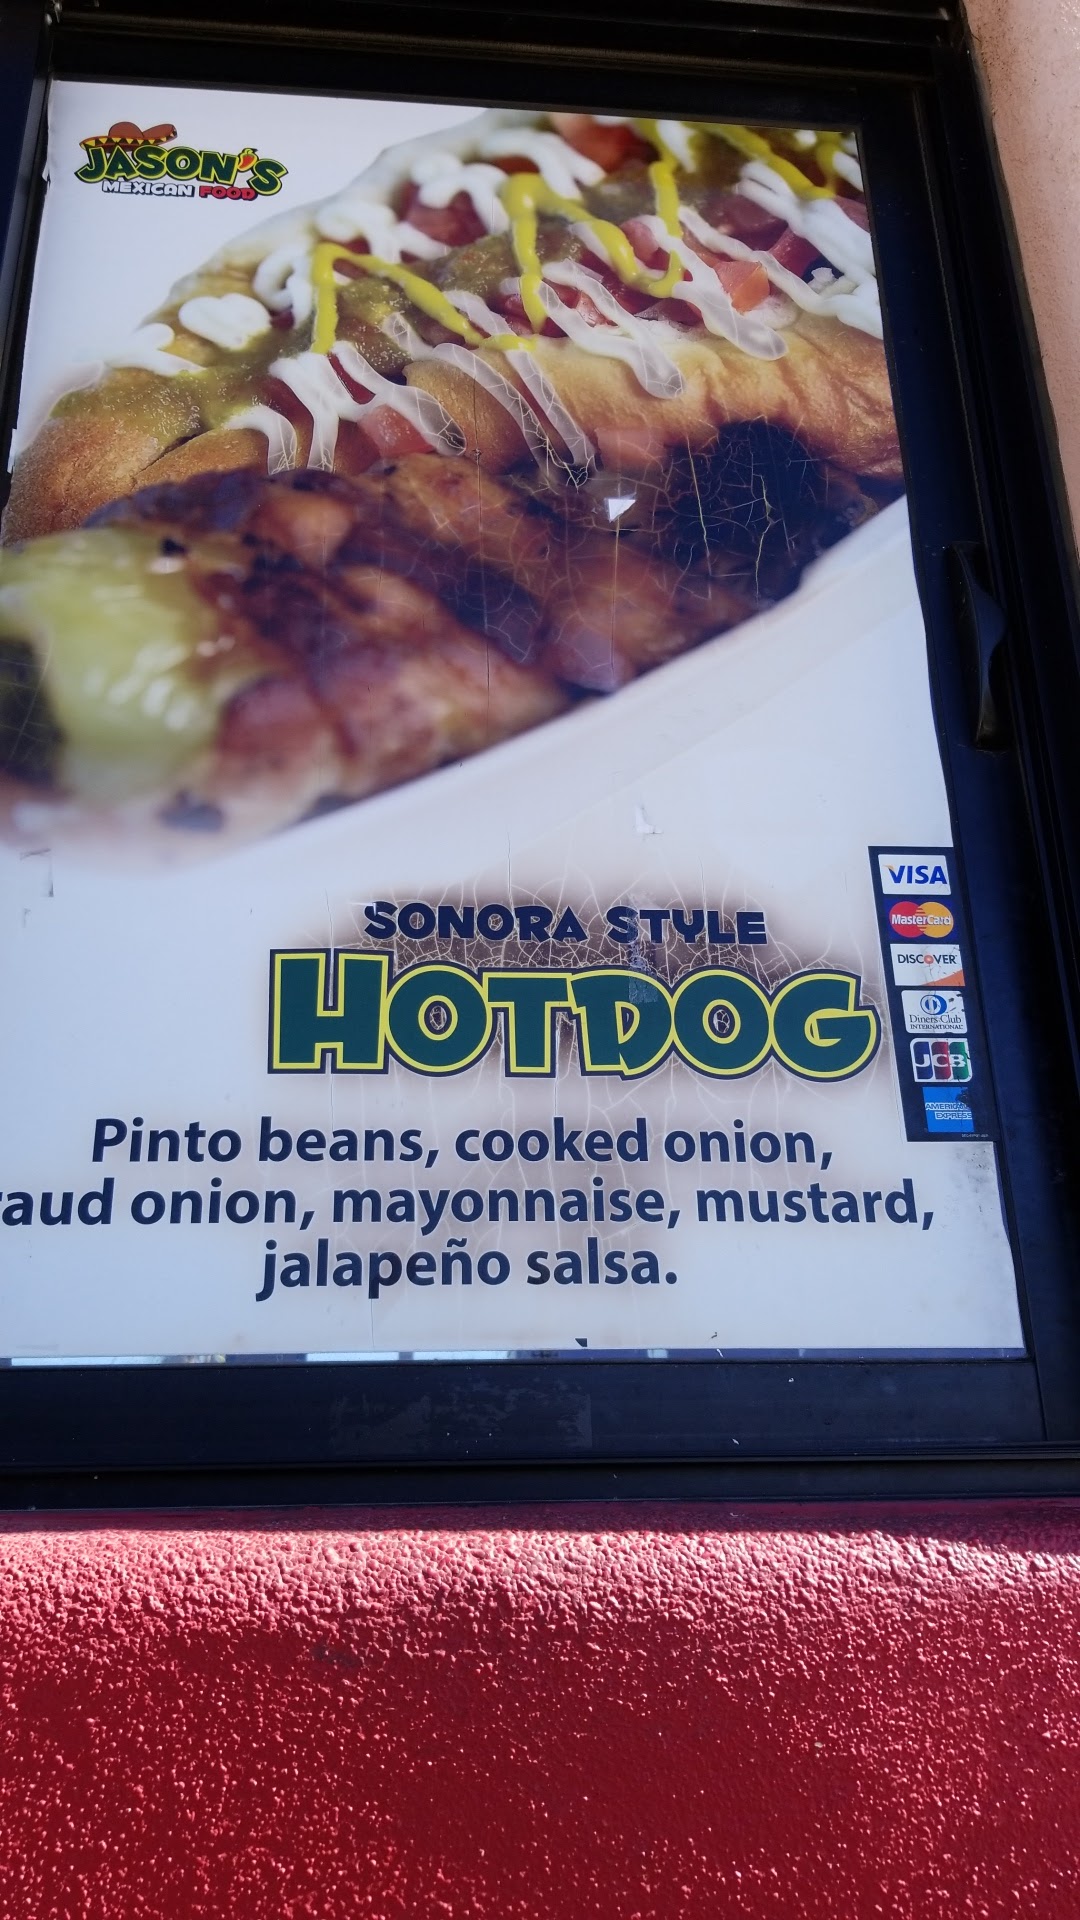 JASON'S
MEXICAN FOOD
SONORA STYLE
HOTDOG
Pinto beans, cooked onion,
raud onion, mayonnaise, mustard,
jalapeño salsa.
VISA
MasterCard
DISCOVER
Diners Club
INTERNATIONAL
JCB
AMERICAN
EXPRESS